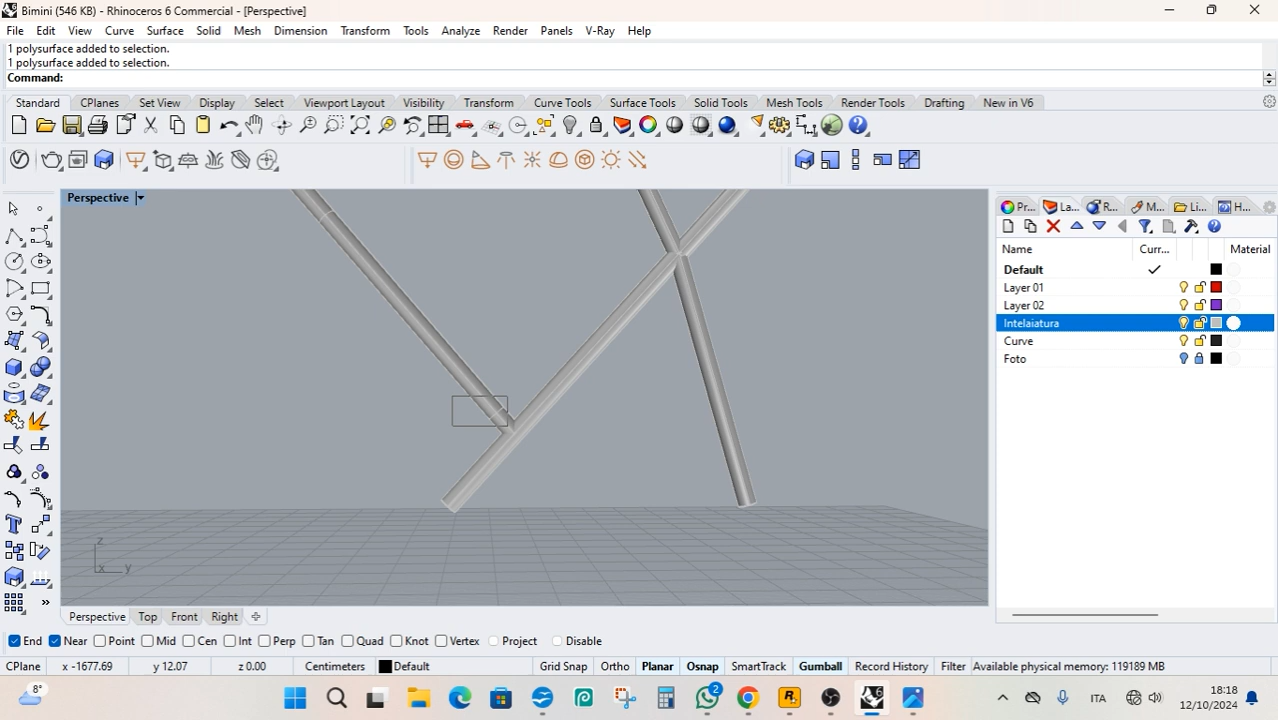 Bimini (546 KB) - Rhinoceros 6 Commercial - [Perspective]
File Edit View Curve Surface Solid Mesh Dimension Transform Tools Analyze Render Panels V-Ray Help
1 polysurface added to selection.
1 polysurface added to selection.
Command:
Standard CPlanes Set View Display Select Viewport Layout Visibility Transform Curve Tools Surface Tools Solid Tools Mesh Tools Render Tools Drafting New in V6
Perspective
Pr... La... R... M... Li... H...
Name Curr... Material
Default
Layer 01
Layer 02
Intelaiatura
Curve
Foto
z
x y
Perspective Top Front Right
End Near Point Mid Cen Int Perp Tan Quad Knot Vertex Project Disable
CPlane x -1677.69 y 12.07 z 0.00 Centimeters Default Grid Snap Ortho Planar Osnap SmartTrack Gumball Record History Filter Available physical memory: 119189 MB
8° 2 ITA 18:18
12/10/2024